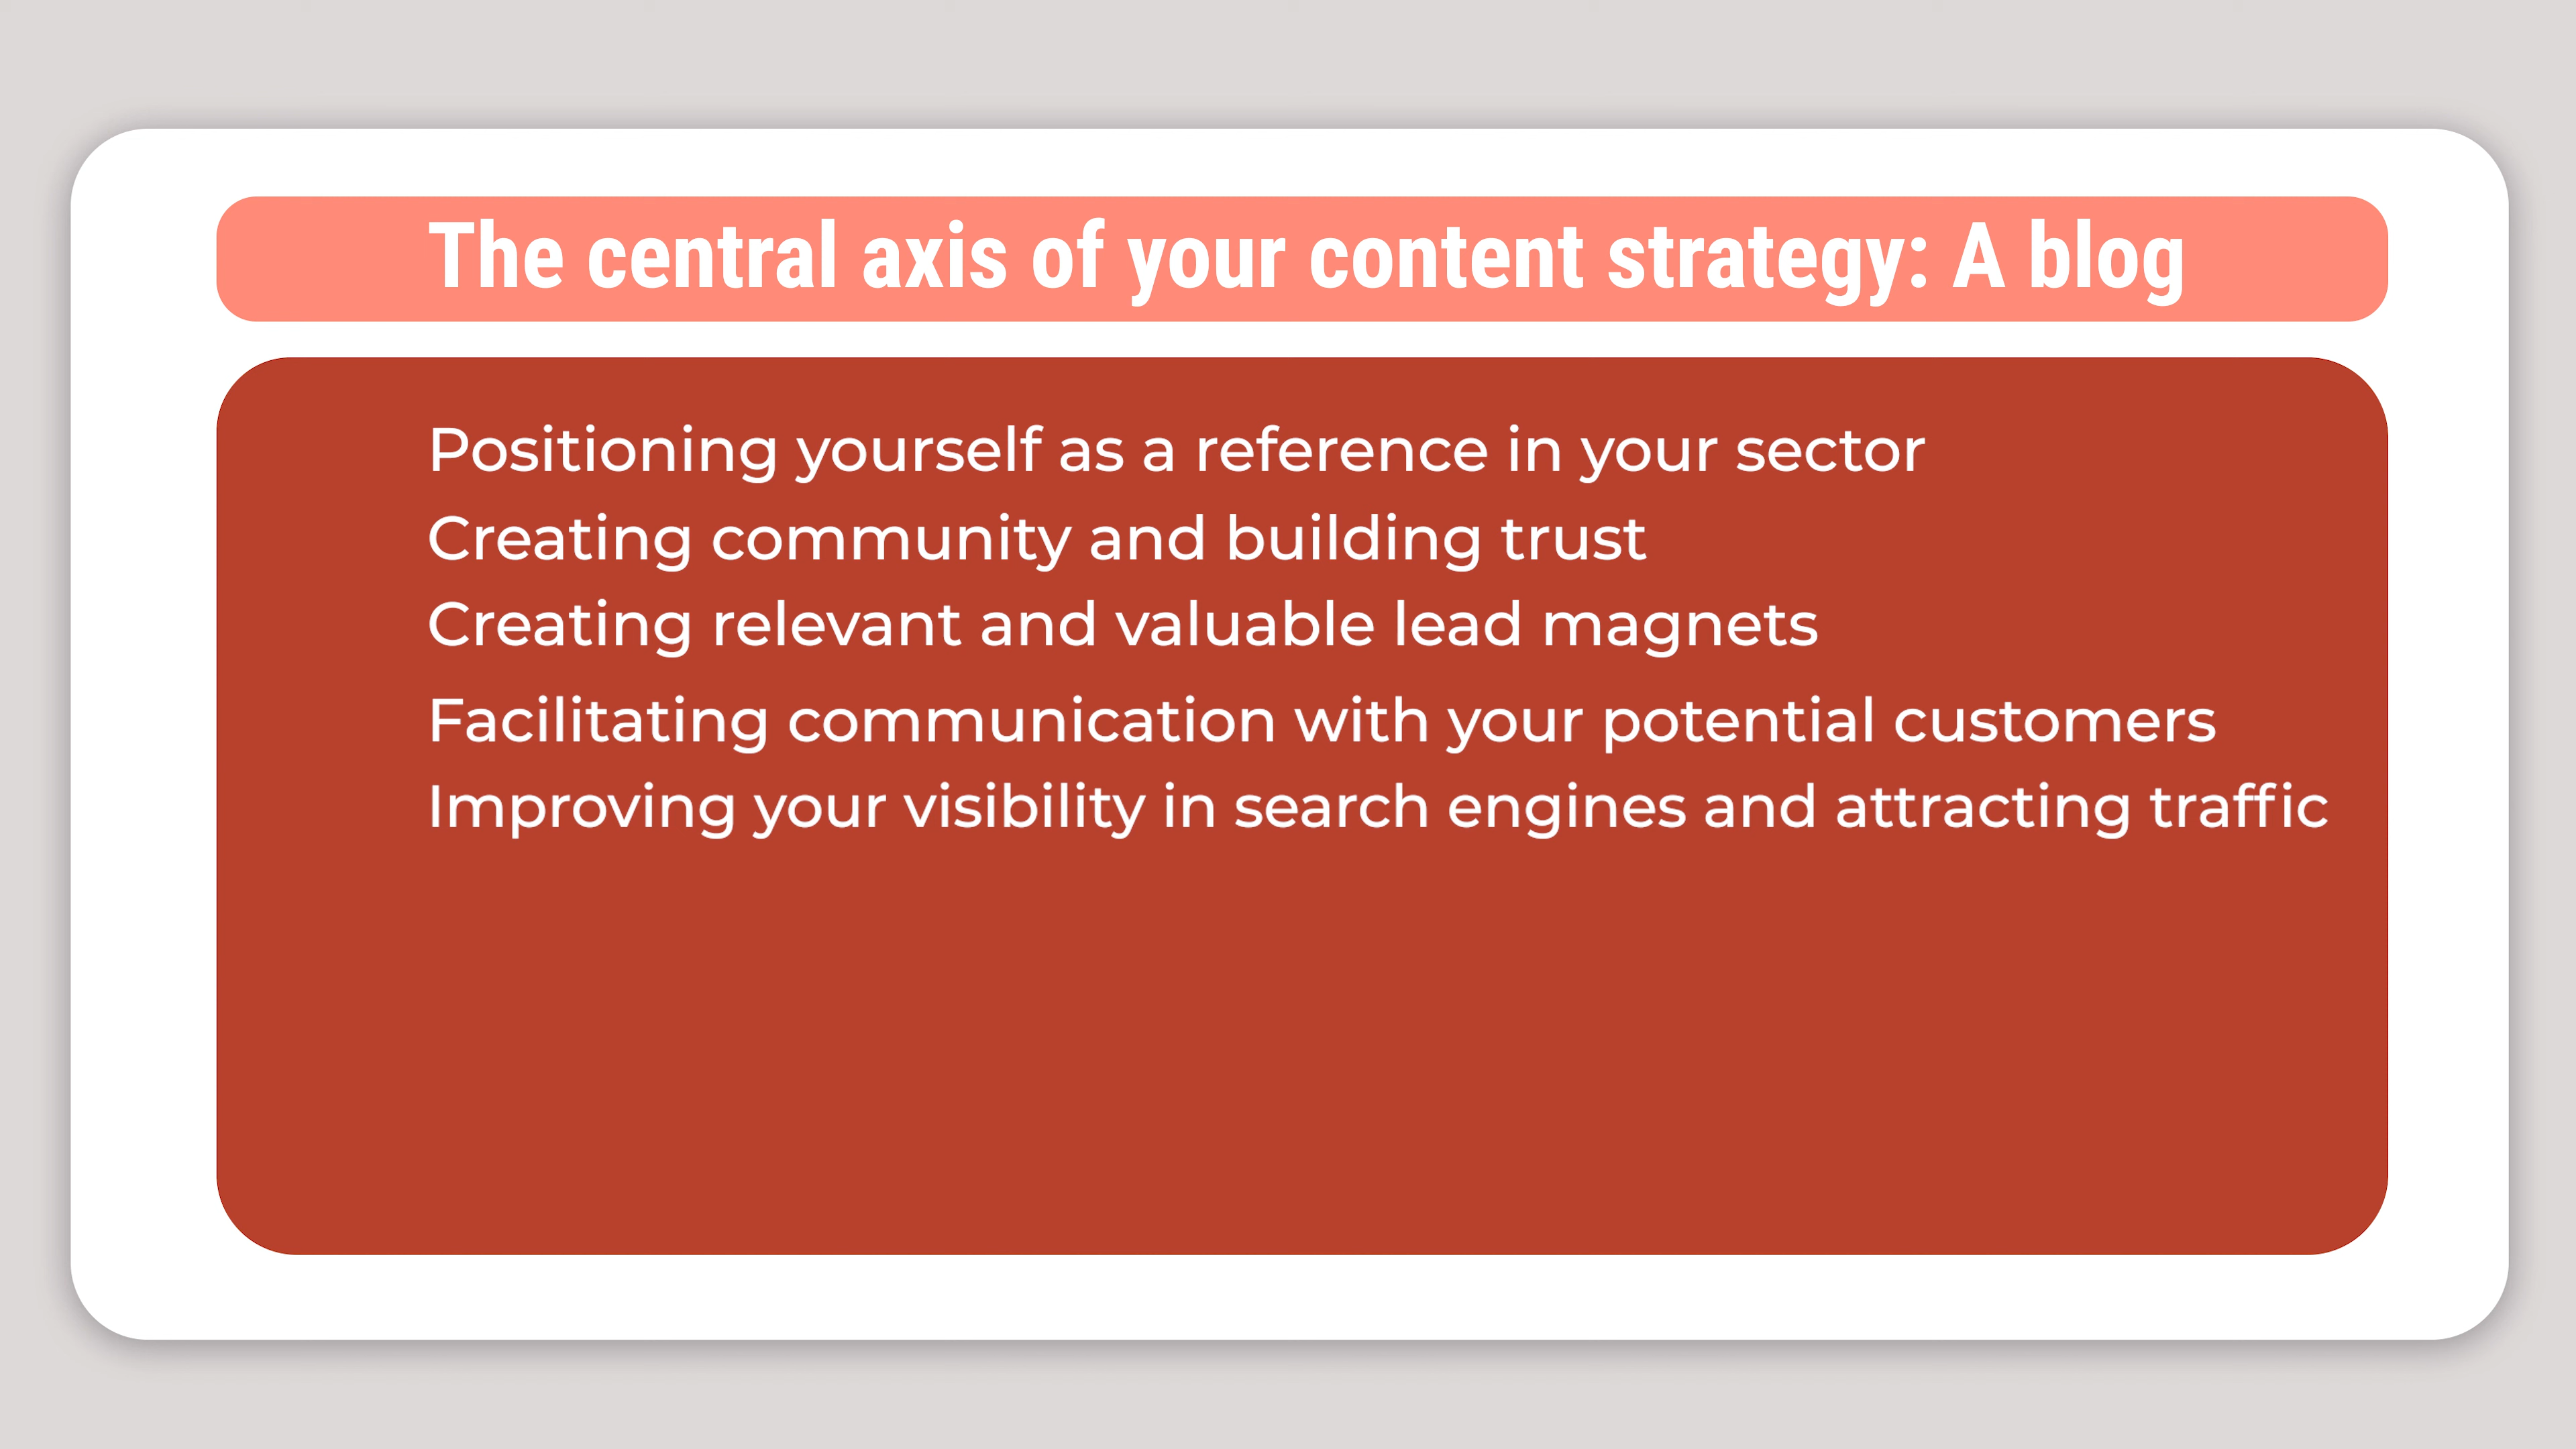 The central axis of your content strategy: A blog
Positioning yourself as a reference in your sector
Creating community and building trust
Creating relevant and valuable lead magnets
Facilitating communication with your potential customers
Improving your visibility in search engines and attracting traffic